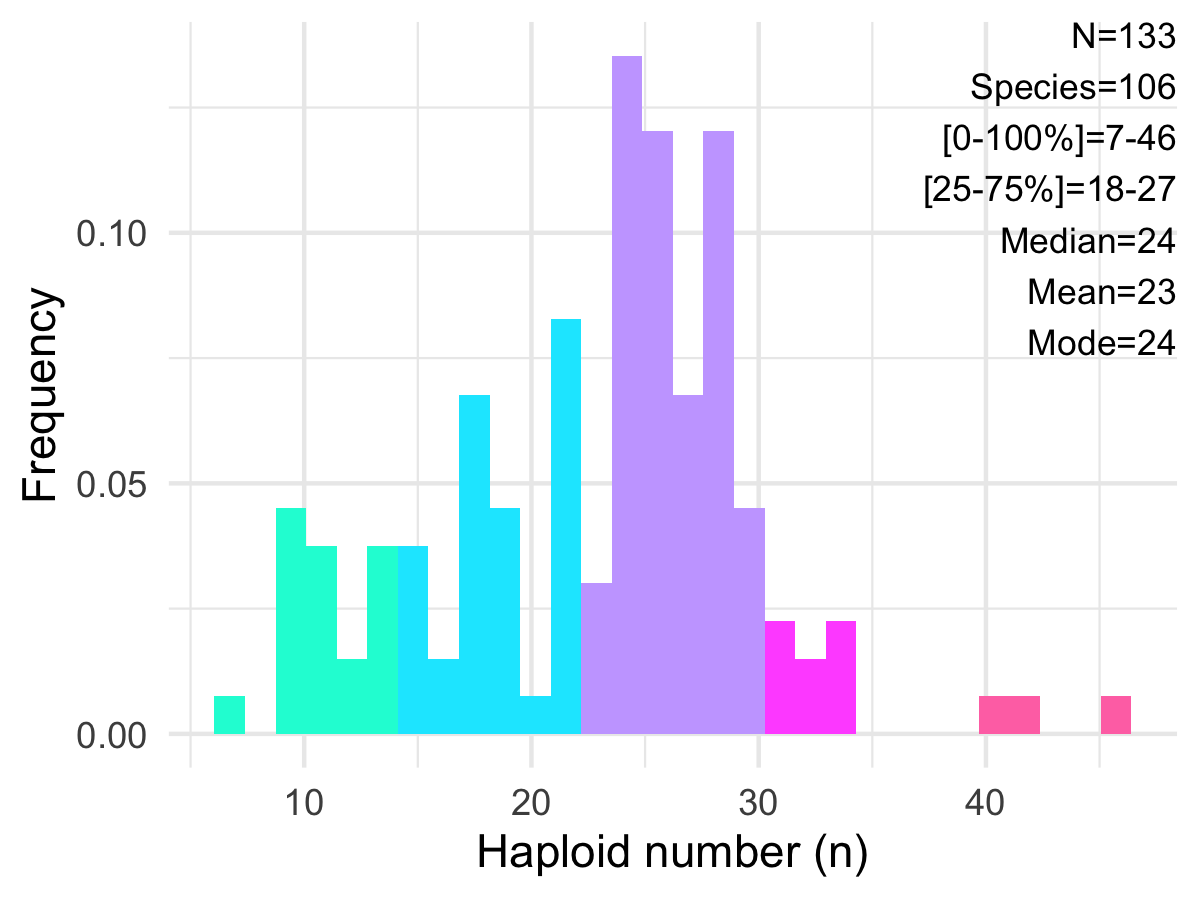 N=133
Species=106
[0-100%]=7-46
[25-75%]=18-27
Median=24
Mean=23
Mode=24
Frequency
0.10
0.05
0.00
10 20 30 40
Haploid number (n)